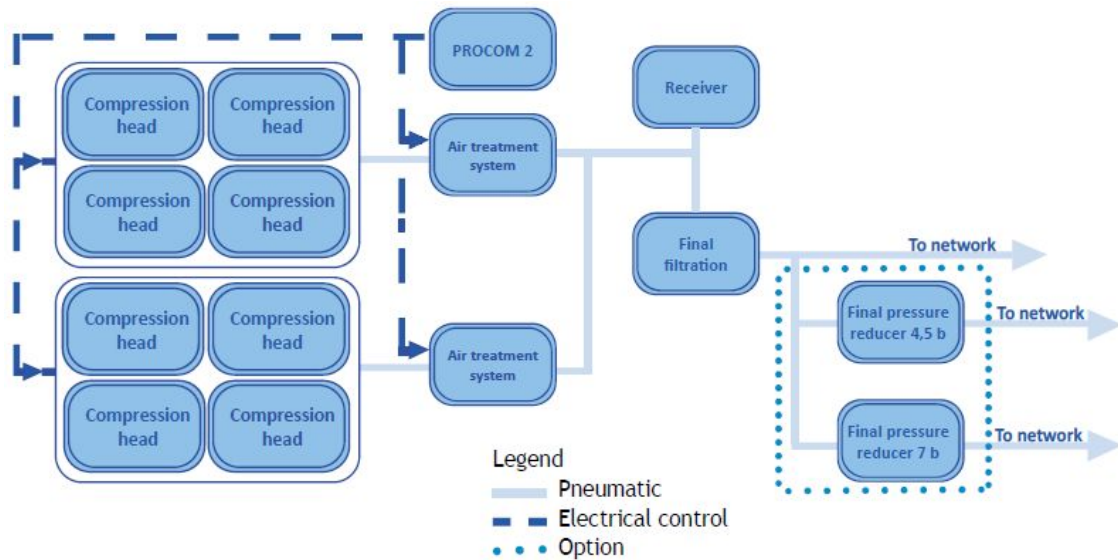 PROCOM 2
Compression
head
Compression
head
Compression
head
Compression
head
Air treatment
system
Receiver
Final
filtration
To network
Compression
head
Compression
head
Compression
head
Compression
head
Air treatment
system
Final pressure
reducer 4,5 b
To network
Final pressure
reducer 7 b
To network
Legend
Pneumatic
Electrical control
Option